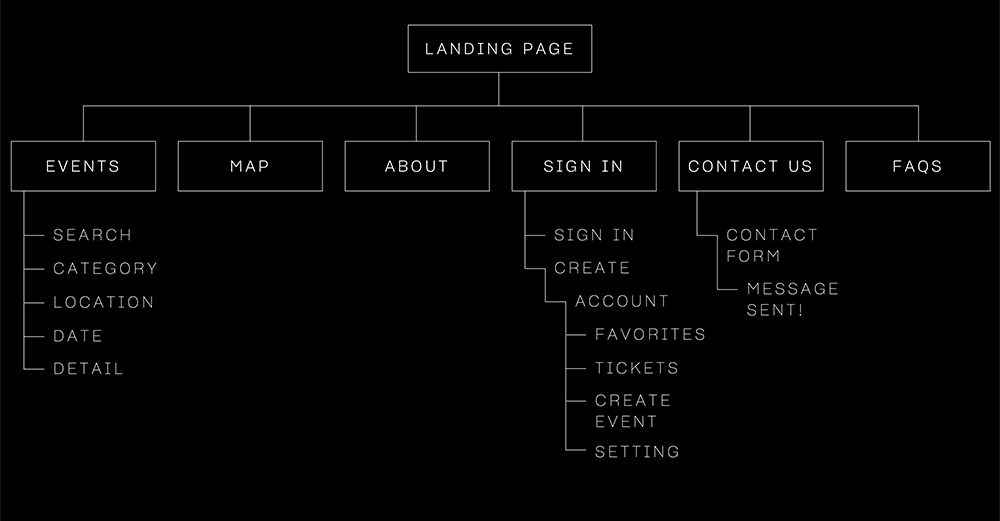 LANDING PAGE
EVENTS
MAP
ABOUT
SIGN IN
CONTACT US
FAQS
SEARCH
CATEGORY
LOCATION
DATE
DETAIL
SIGN IN
CREATE
ACCOUNT
FAVORITES
TICKETS
CREATE
EVENT
SETTING
CONTACT
FORM
MESSAGE
SENT!